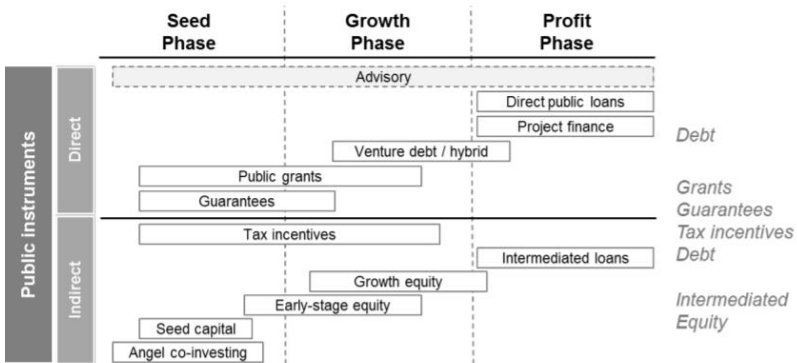 Seed Phase
Growth Phase
Profit Phase
Public instruments
Direct
Advisory
Direct public loans
Project finance
Debt
Venture debt / hybrid
Public grants
Grants
Guarantees
Guarantees
Indirect
Tax incentives
Tax incentives
Intermediated loans
Debt
Growth equity
Early-stage equity
Intermediated
Equity
Seed capital
Angel co-investing